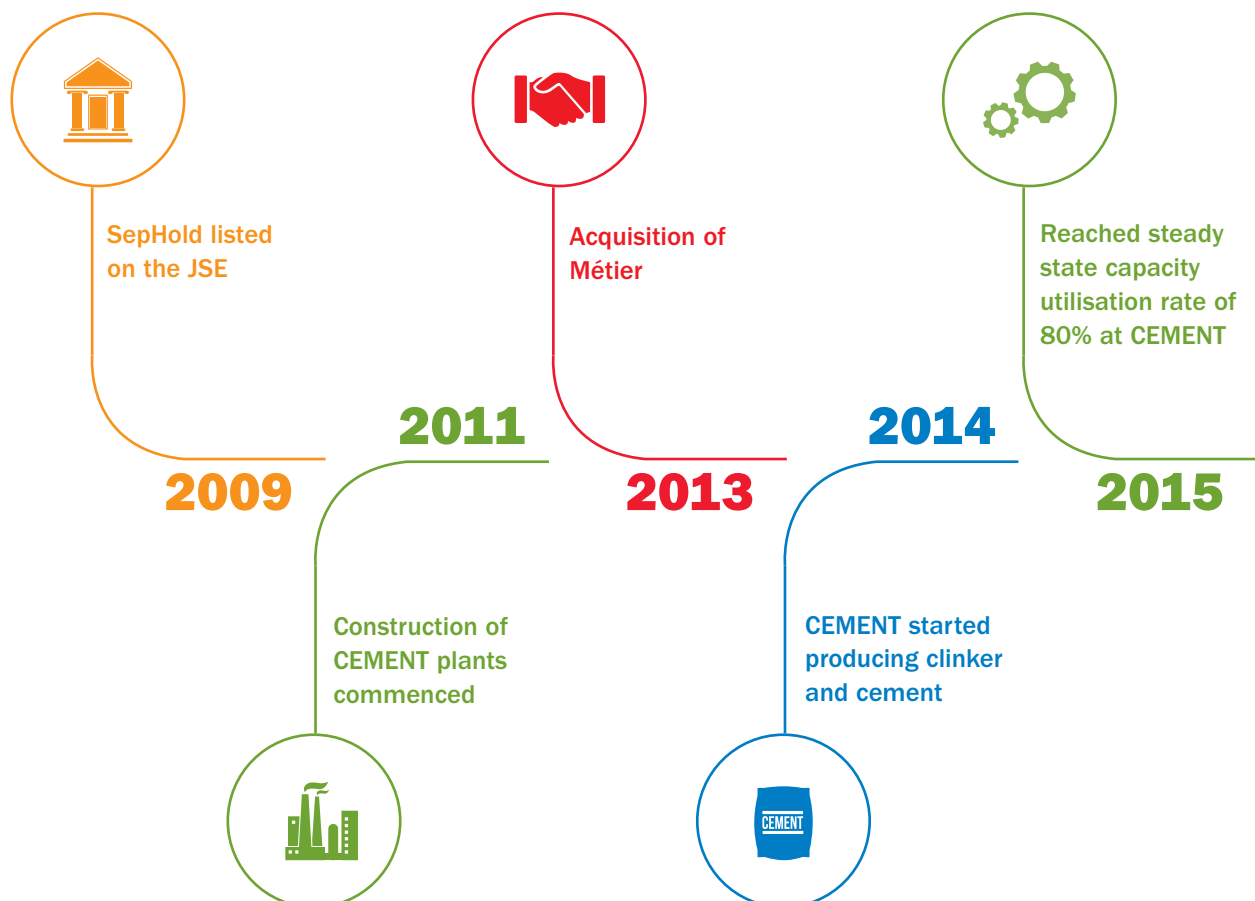 SepHold listed
on the JSE
2009
2011
Construction of
CEMENT plants
commenced
Acquisition of
Métier
2013
2014
CEMENT started
producing clinker
and cement
CEMENT
Reached steady
state capacity
utilisation rate of
80% at CEMENT
2015